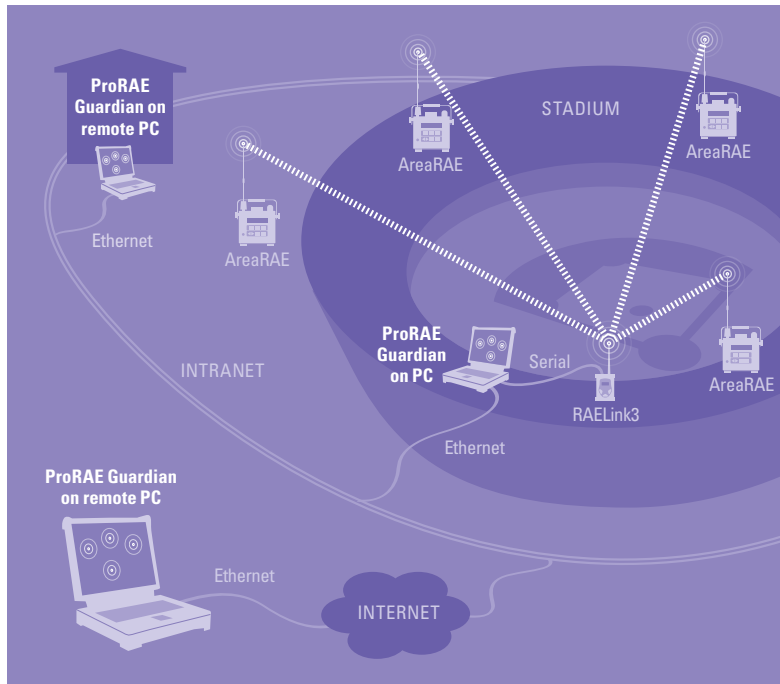 ProRAE
Guardian on
remote PC
Ethernet
AreaRAE
AreaRAE
STADIUM
AreaRAE
INTRANET
ProRAE
Guardian
on PC
Serial
RAELink3
AreaRAE
Ethernet
ProRAE Guardian
on remote PC
Ethernet
INTERNET